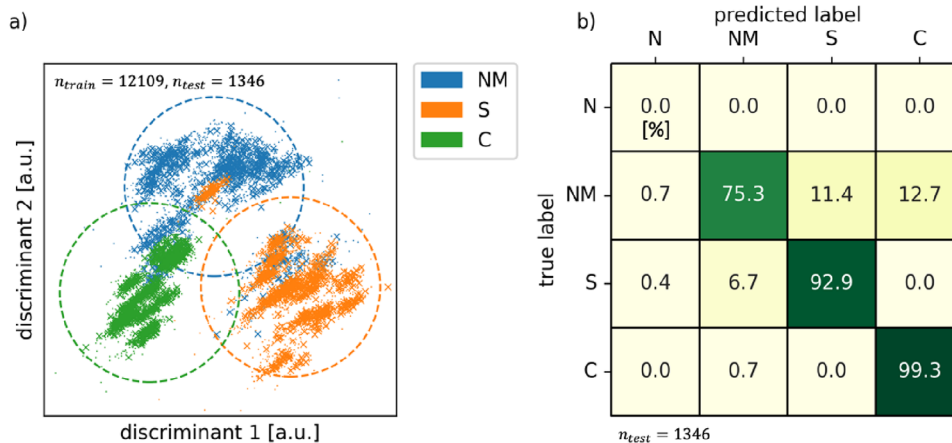 a)
n_train = 12109, n_test = 1346
NM
S
C
discriminant 2 [a.u.]
discriminant 1 [a.u.]
b)
predicted label
N NM S C
true label
N 0.0 0.0 0.0 0.0
[%]
NM 0.7 75.3 11.4 12.7
S 0.4 6.7 92.9 0.0
C 0.0 0.7 0.0 99.3
n_test = 1346